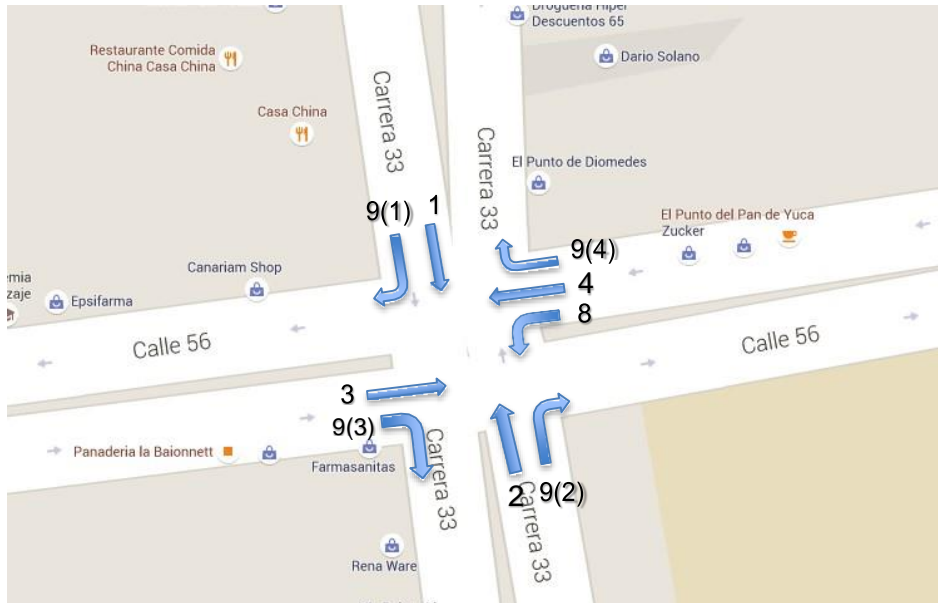 Drogueria Hiper
Descuentos 65
Restaurante Comida
China Casa China
Dario Solano
Casa China
Carrera 33
Carrera 33
El Punto de Diomedes
9(1)
1
El Punto del Pan de Yuca
Zucker
9(4)
4
8
Canariam Shop
Epsifarma
Calle 56
Calle 56
3
9(3)
Panaderia la Baionnett
Farmasanitas
Carrera 33
2
9(2)
Carrera 33
Rena Ware